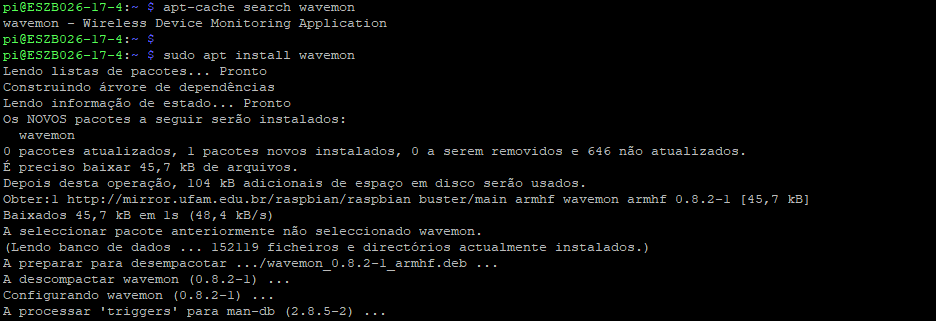 pi@ESZB026-17-4:~ $ apt-cache search wavemon
wavemon - Wireless Device Monitoring Application
pi@ESZB026-17-4:~ $
pi@ESZB026-17-4:~ $ sudo apt install wavemon
Lendo listas de pacotes... Pronto
Construindo árvore de dependências
Lendo informação de estado... Pronto
Os NOVOS pacotes a seguir serão instalados:
  wavemon
0 pacotes atualizados, 1 pacotes novos instalados, 0 a serem removidos e 646 não atualizados.
É preciso baixar 45,7 kB de arquivos.
Depois desta operação, 104 kB adicionais de espaço em disco serão usados.
Obter:1 http://mirror.ufam.edu.br/raspbian/raspbian buster/main armhf wavemon armhf 0.8.2-1 [45,7 kB]
Baixados 45,7 kB em 1s (48,4 kB/s)
A seleccionar pacote anteriormente não seleccionado wavemon.
(Lendo banco de dados ... 152119 ficheiros e directórios actualmente instalados.)
A preparar para desempacotar .../wavemon_0.8.2-1_armhf.deb ...
A descompactar wavemon (0.8.2-1) ...
Configurando wavemon (0.8.2-1) ...
A processar 'triggers' para man-db (2.8.5-2) ...